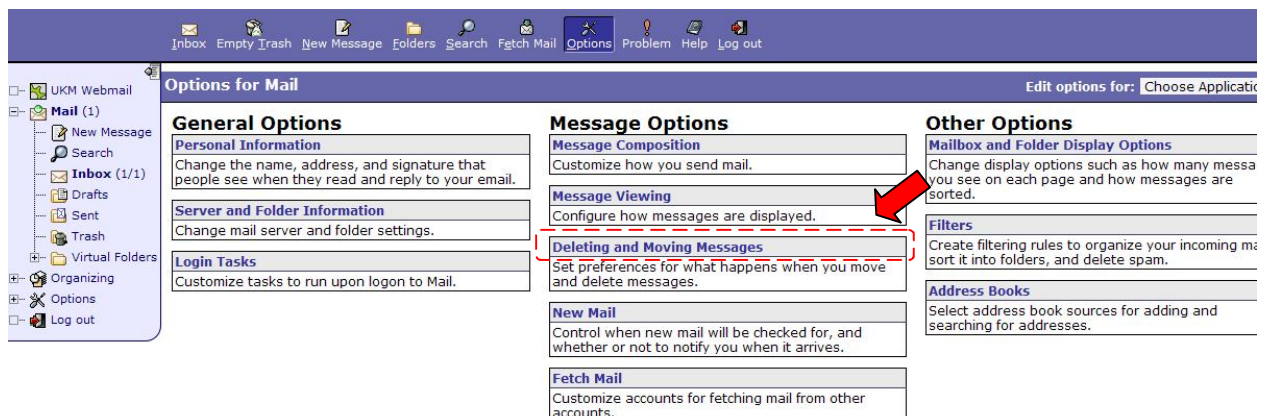 Inbox Empty Trash New Message Folders Search Fetch Mail Options Problem Help Log out
UKM Webmail
Mail (1)
New Message
Search
Inbox (1/1)
Drafts
Sent
Trash
Virtual Folders
Organizing
Options
Log out
Options for Mail
Edit options for: Choose Applicatio
General Options
Personal Information
Change the name, address, and signature that
people see when they read and reply to your email.
Server and Folder Information
Change mail server and folder settings.
Login Tasks
Customize tasks to run upon logon to Mail.
Message Options
Message Composition
Customize how you send mail.
Message Viewing
Configure how messages are displayed.
Deleting and Moving Messages
Set preferences for what happens when you move
and delete messages.
New Mail
Control when new mail will be checked for, and
whether or not to notify you when it arrives.
Fetch Mail
Customize accounts for fetching mail from other
accounts.
Other Options
Mailbox and Folder Display Options
Change display options such as how many messa
you see on each page and how messages are
sorted.
Filters
Create filtering rules to organize your incoming ma
sort it into folders, and delete spam.
Address Books
Select address book sources for adding and
searching for addresses.